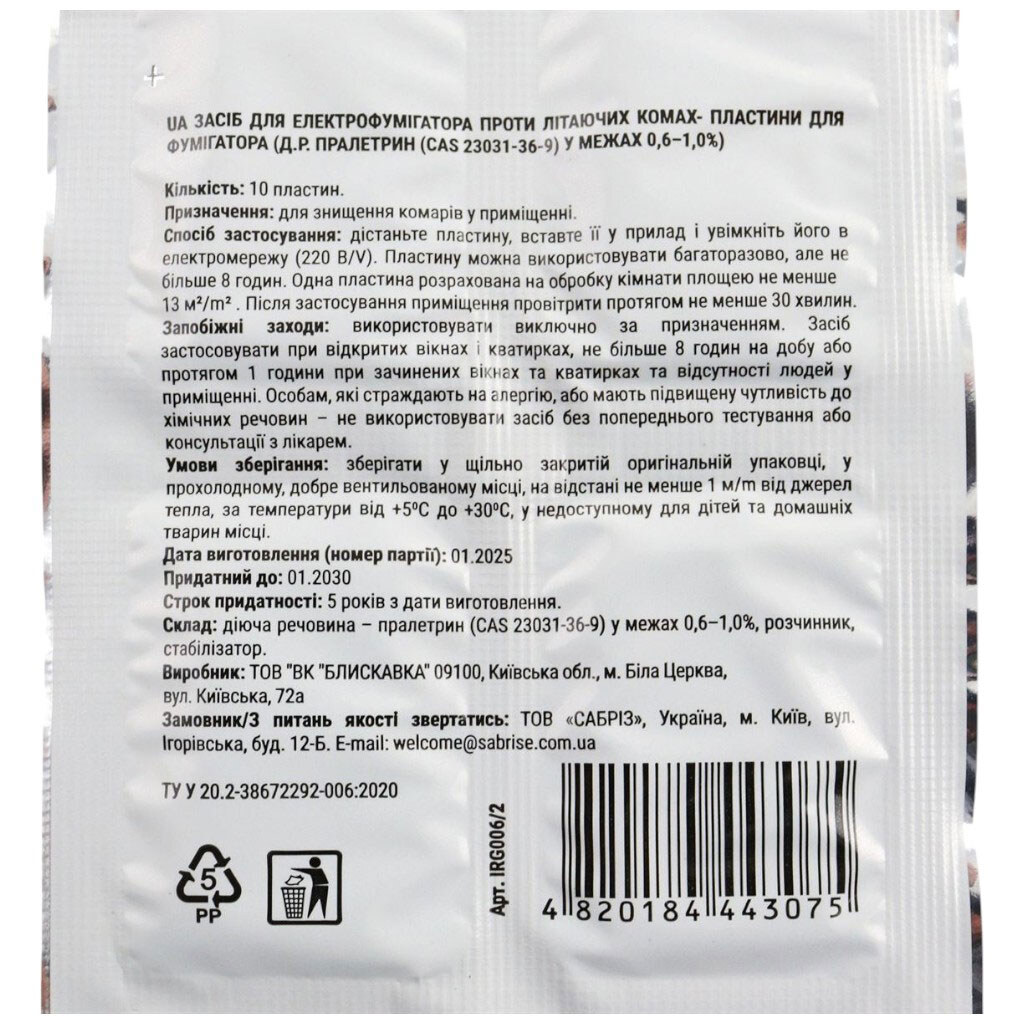 UA ЗАСІБ ДЛЯ ЕЛЕКТРОФУМІГАТОРА ПРОТИ ЛІТАЮЧИХ КОМАХ- ПЛАСТИНИ ДЛЯ
ФУМІГАТОРА (Д.Р. ПРАЛЕТРИН (CAS 23031-36-9) У МЕЖАХ 0,6–1,0%)
Кількість: 10 пластин.
Призначення: для знищення комарів у приміщенні.
Спосіб застосування: дістаньте пластину, вставте її у прилад і увімкніть його в
електромережу (220 В/V). Пластину можна використовувати багаторазово, але не
більше 8 годин. Одна пластина розрахована на обробку кімнати площею не менше
13 м²/m² . Після застосування приміщення провітрити протягом не менше 30 хвилин.
Запобіжні заходи: використовувати виключно за призначенням. Засіб
застосовувати при відкритих вікнах і кватирках, не більше 8 годин на добу або
протягом 1 години при зачинених вікнах та кватирках та відсутності людей у
приміщенні. Особам, які страждають на алергію, або мають підвищену чутливість до
хімічних речовин – не використовувати засіб без попереднього тестування або
консультації з лікарем.
Умови зберігання: зберігати у щільно закритій оригінальній упаковці, у
прохолодному, добре вентильованому місці, на відстані не менше 1 м/m від джерел
тепла, за температури від +5ºС до +30ºС, у недоступному для дітей та домашніх
тварин місці.
Дата виготовлення (номер партії): 01.2025
Придатний до: 01.2030
Строк придатності: 5 років з дати виготовлення.
Склад: діюча речовина – пралетрин (CAS 23031-36-9) у межах 0,6–1,0%, розчинник,
стабілізатор.
Виробник: ТОВ "ВК "БЛИСКАВКА" 09100, Київська обл., м. Біла Церква,
вул. Київська, 72а
Замовник/З питань якості звертатись: ТОВ «САБРІЗ», Україна, м. Київ, вул.
Ігорівська, буд. 12-Б. E-mail: welcome@sabrise.com.ua
ТУ У 20.2-38672292-006:2020
5
PP
Арт. IRG006/2
4 820184 443075